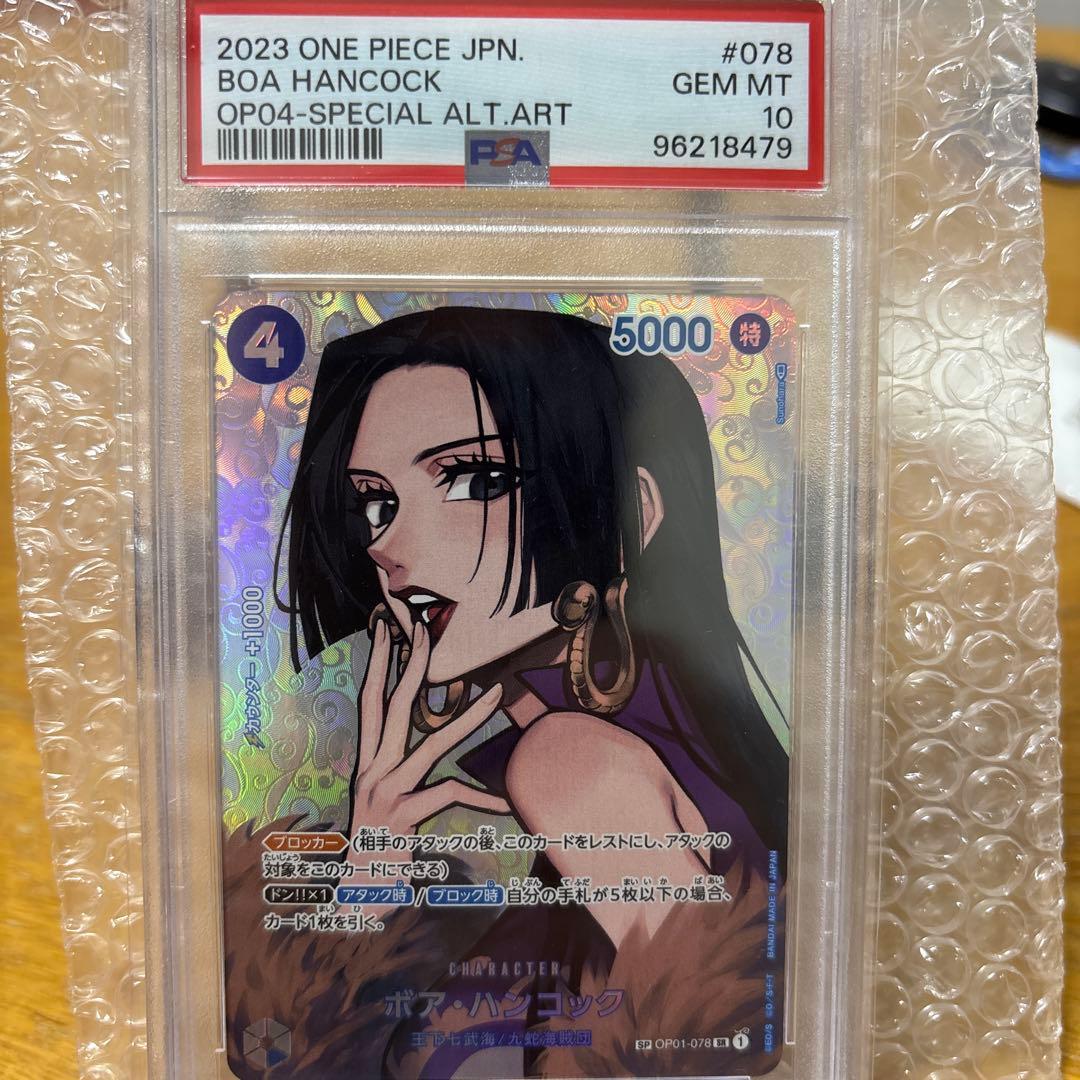 2023 ONE PIECE JPN. #078
BOA HANCOCK GEM MT
OP04-SPECIAL ALT.ART 10
PSA 96218479
4 5000 特
Sunohara
カウンター +1000
ブロッカー (相手のアタックの後、このカードをレストにし、アタックの
対象をこのカードにできる)
ドン!!×1 アタック時 / ブロック時 自分の手札が5枚以下の場合、
カード1枚を引く。
CHARACTER
ボア・ハンコック
王下七武海/九蛇海賊団
SP OP01-078 SR 1
©E.O/S. ©O/S・F・T BANDAI MADE IN JAPAN